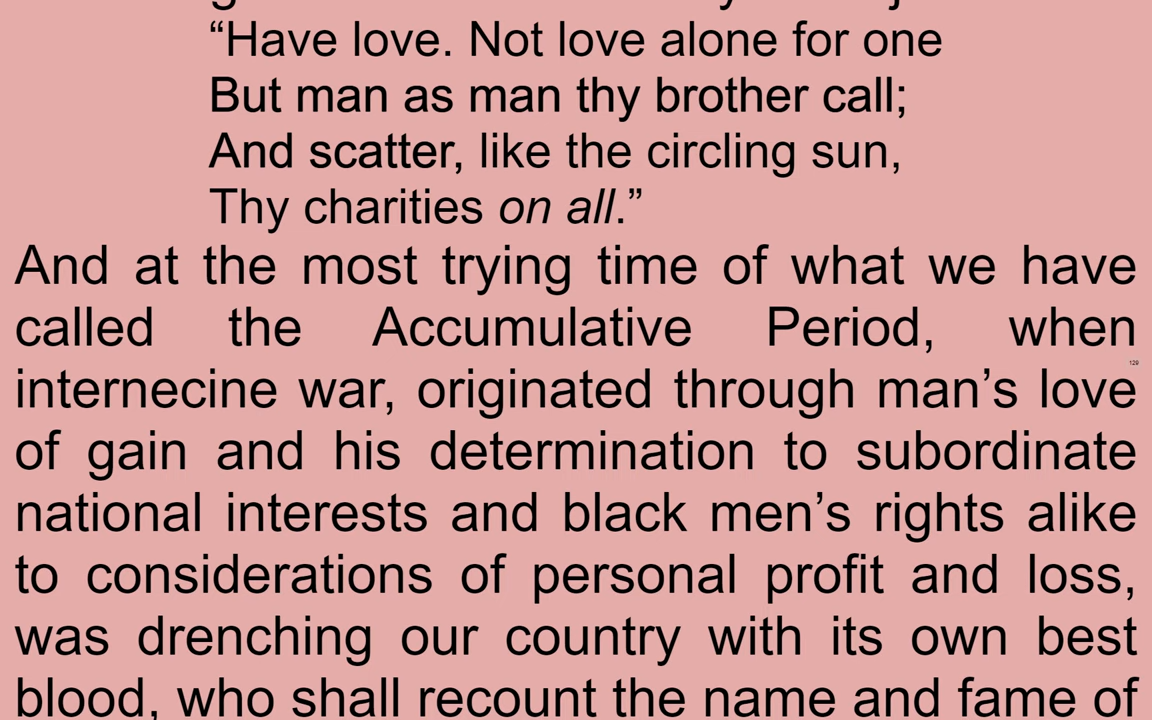 “Have love. Not love alone for one
But man as man thy brother call;
And scatter, like the circling sun,
Thy charities on all.”
And at the most trying time of what we have
called the Accumulative Period, when
129
internecine war, originated through man’s love
of gain and his determination to subordinate
national interests and black men’s rights alike
to considerations of personal profit and loss,
was drenching our country with its own best
blood, who shall recount the name and fame of